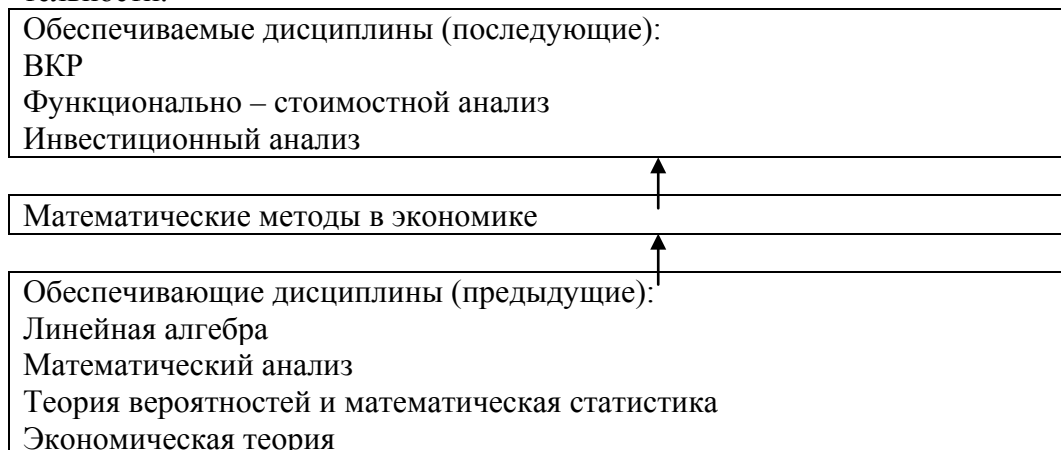 Обеспечиваемые дисциплины (последующие):
ВКР
Функционально – стоимостной анализ
Инвестиционный анализ
Математические методы в экономике
Обеспечивающие дисциплины (предыдущие):
Линейная алгебра
Математический анализ
Теория вероятностей и математическая статистика
Экономическая теория